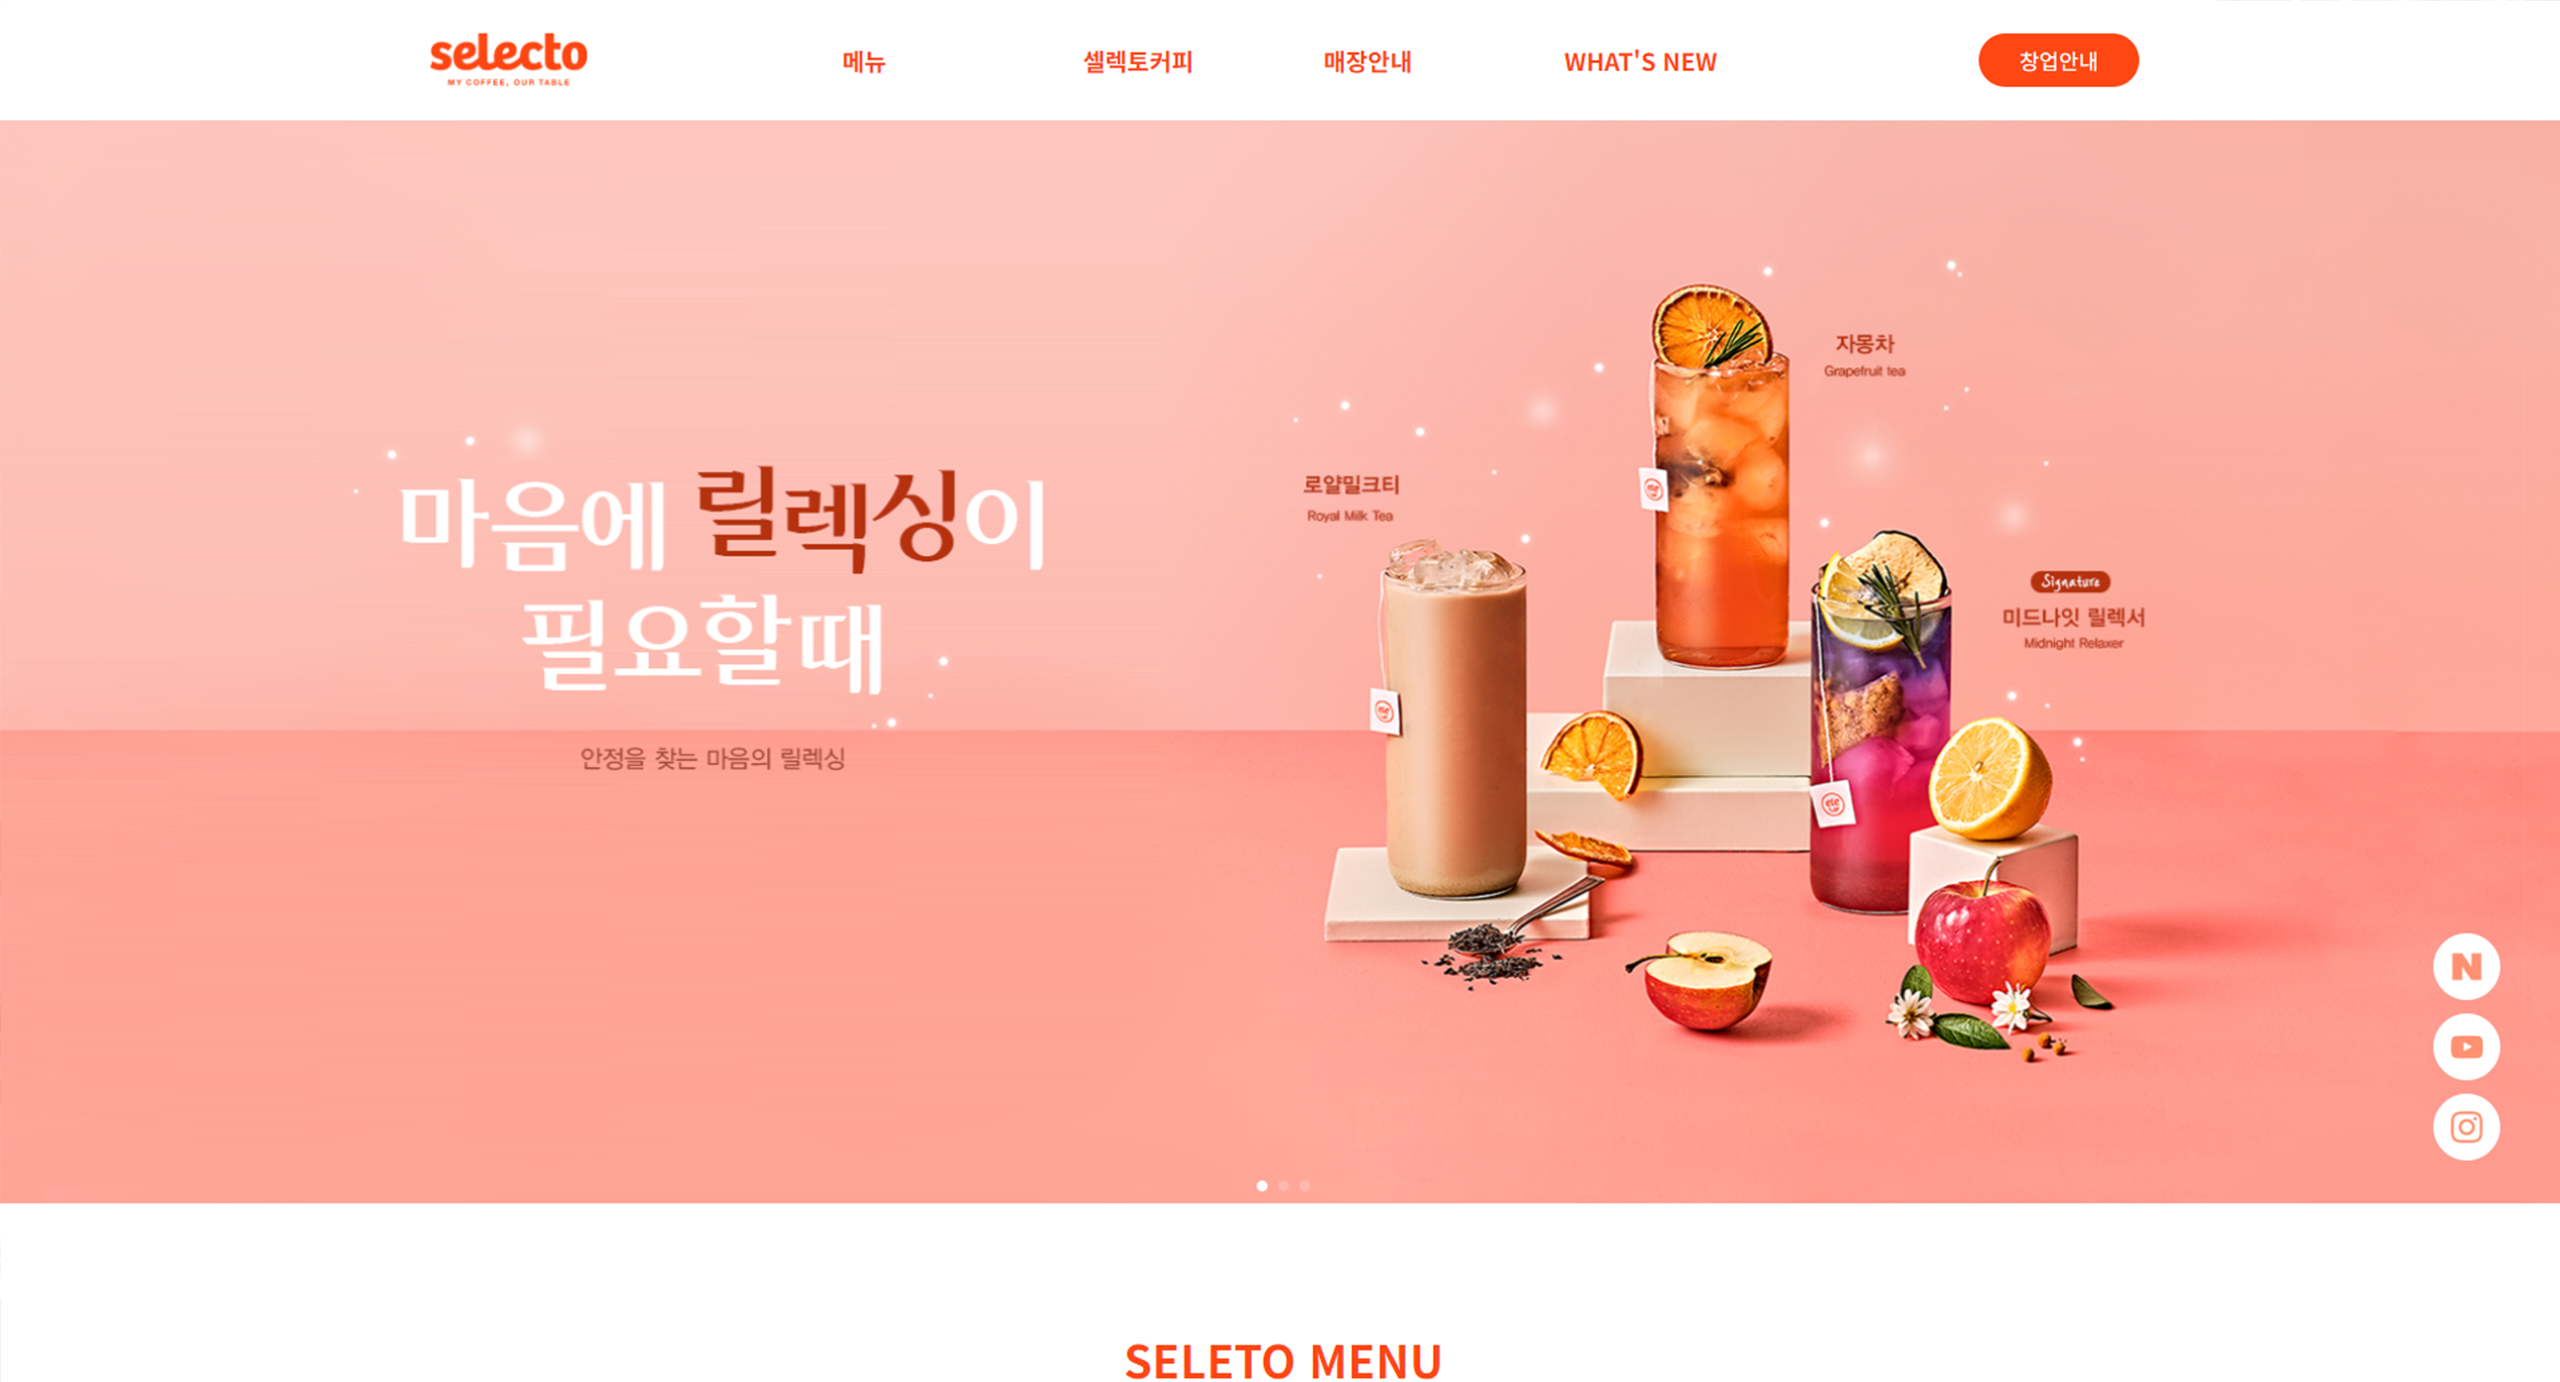 selecto
MY COFFEE, OUR TABLE
메뉴
셀렉토커피
매장안내
WHAT'S NEW
창업안내
마음에 릴렉싱이
필요할때
안정을 찾는 마음의 릴렉싱
자몽차
Grapefruit tea
로얄밀크티
Royal Milk Tea
Signature
미드나잇 릴렉서
Midnight Relaxer
N
SELETO MENU